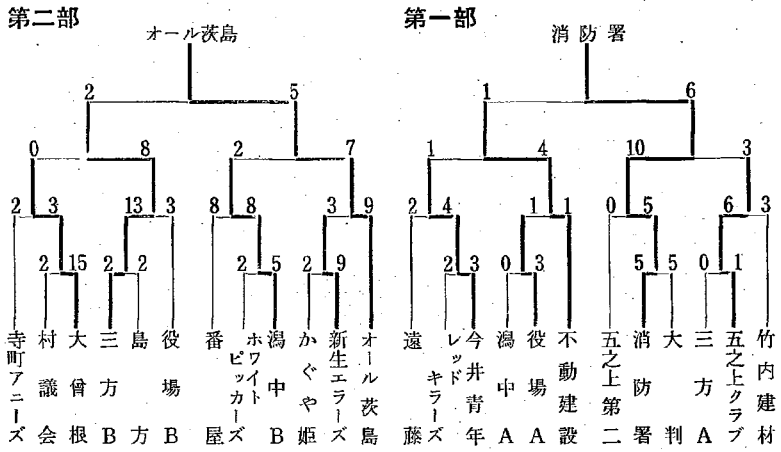 第二部
オール茨島
2 5
0 8 2 7
2 3 13 3 8 8 3 9
2 15 2 2 2 5 2 9
寺町アニーズ
村議会
大曾根
三方B
島方
役場B
番屋
ホワイトピッカーズ
潟中B
かぐや姫
新生エラーズ
オール茨島
第一部
消防署
1 6
1 4 10 3
2 4 1 1 0 5 6 3
2 3 0 3 5 5 0 1
遠藤
レッドキラーズ
今井青年
潟中A
役場A
不動建設
五之上第二
消防署
大判
三方A
五之上クラブ
竹内建材